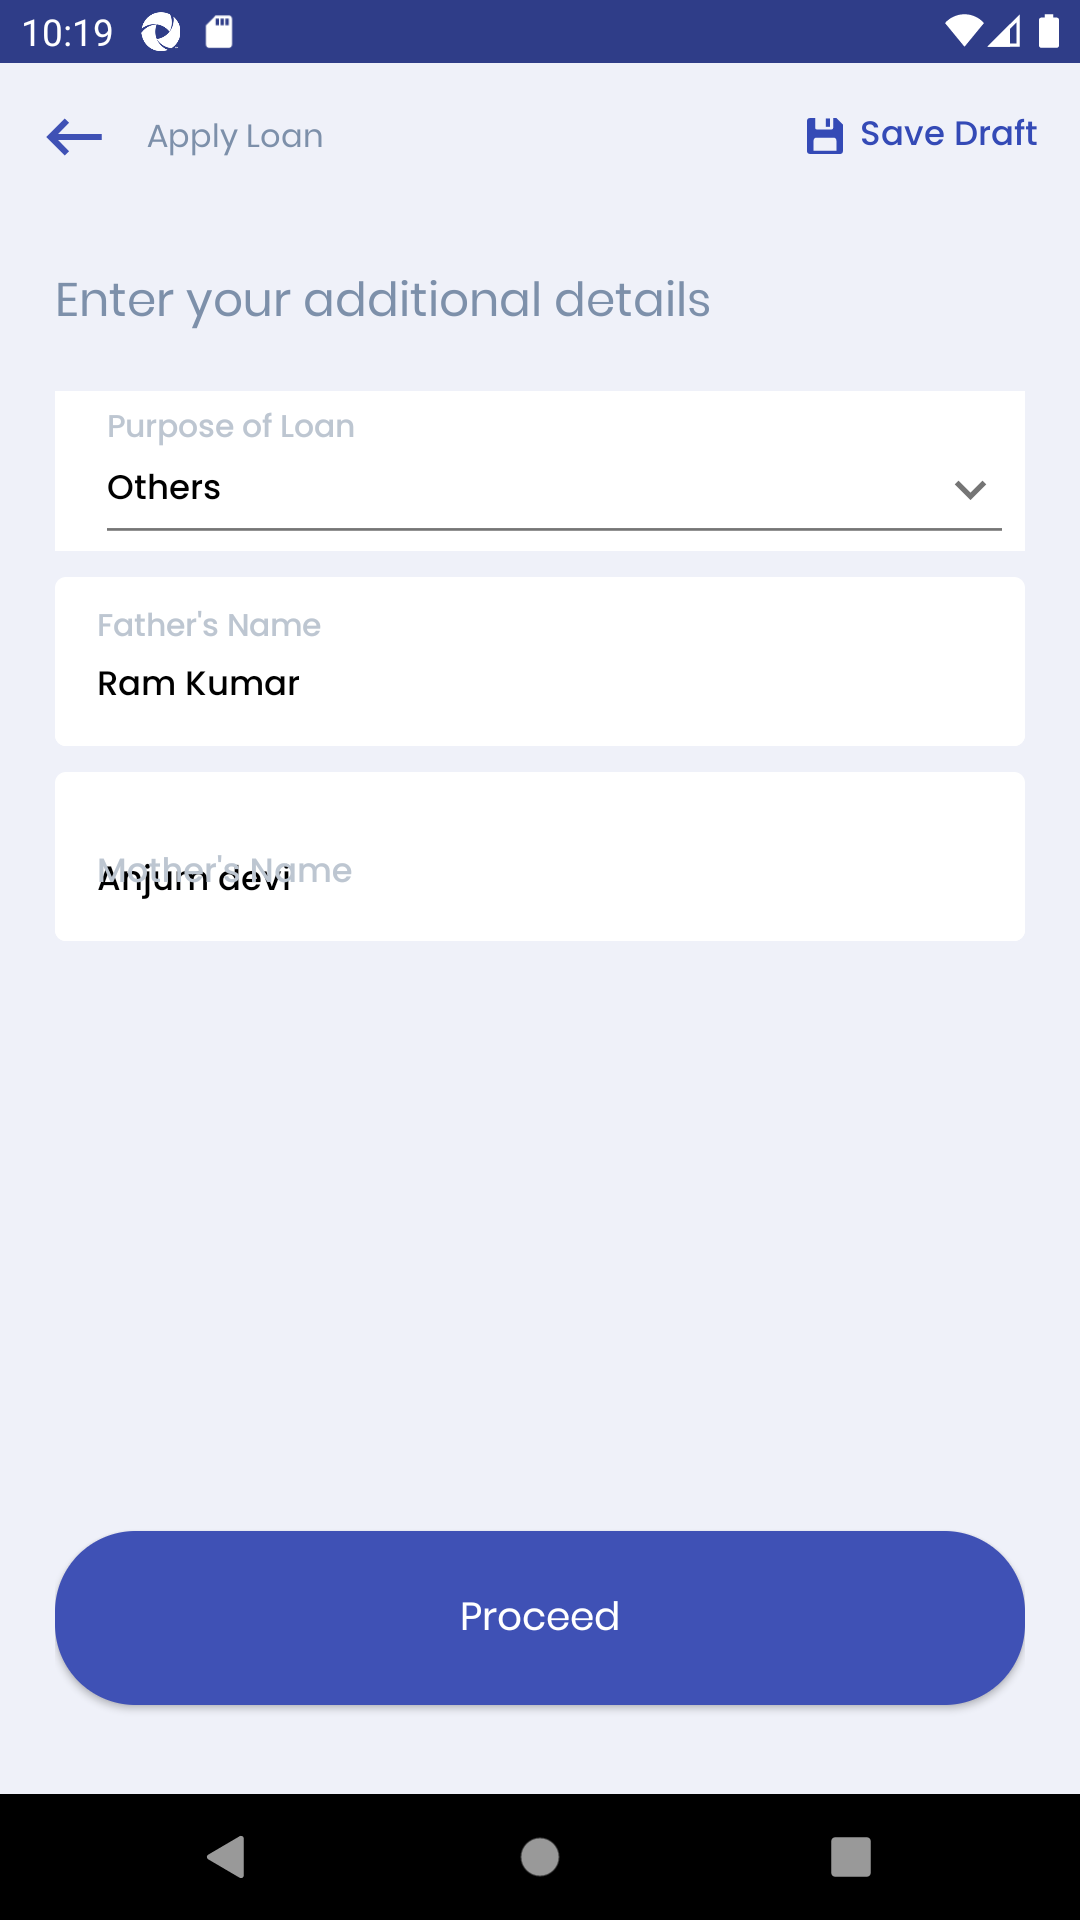 10:19
Apply Loan
Save Draft
Enter your additional details
Purpose of Loan
Others
Father's Name
Ram Kumar
Mother's Name
Anjum devi
Proceed